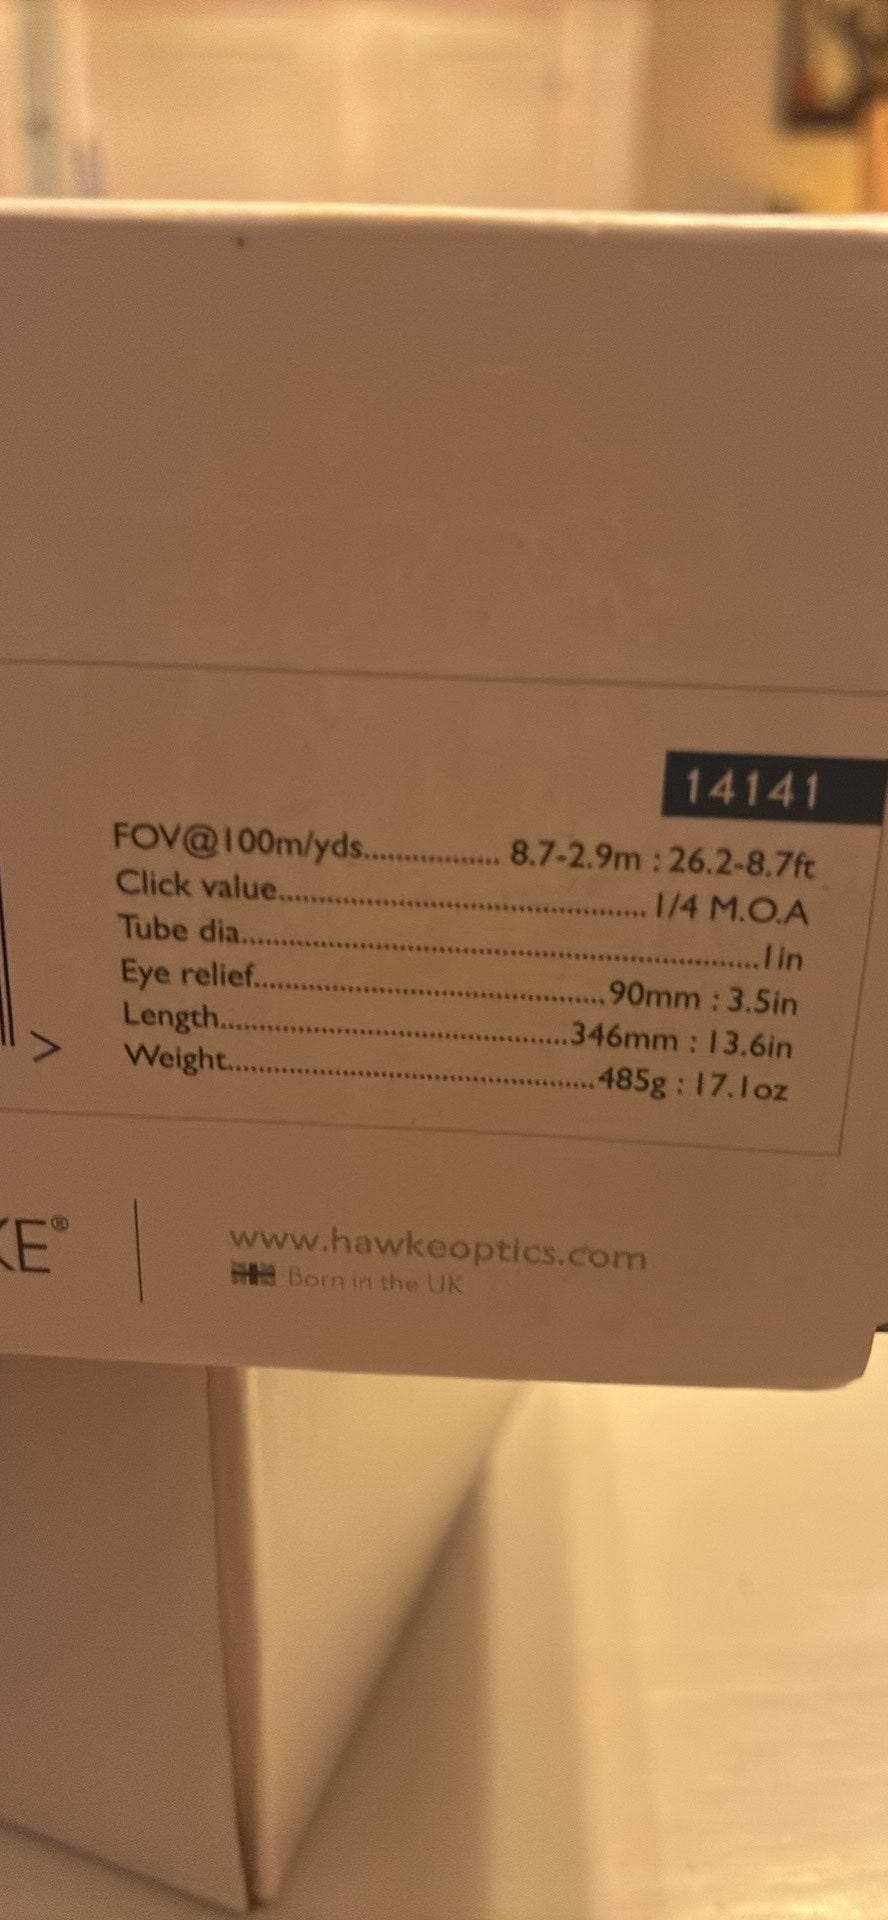 14141
FOV@100m/yds................. 8.7-2.9m : 26.2-8.7ft
Click value................................................ 1/4 M.O.A
Tube dia....................................................................1in
Eye relief..............................................90mm : 3.5in
Length..............................................346mm : 13.6in
Weight................................................485g : 17.1oz
>
KE®
www.hawkeoptics.com
Born in the UK